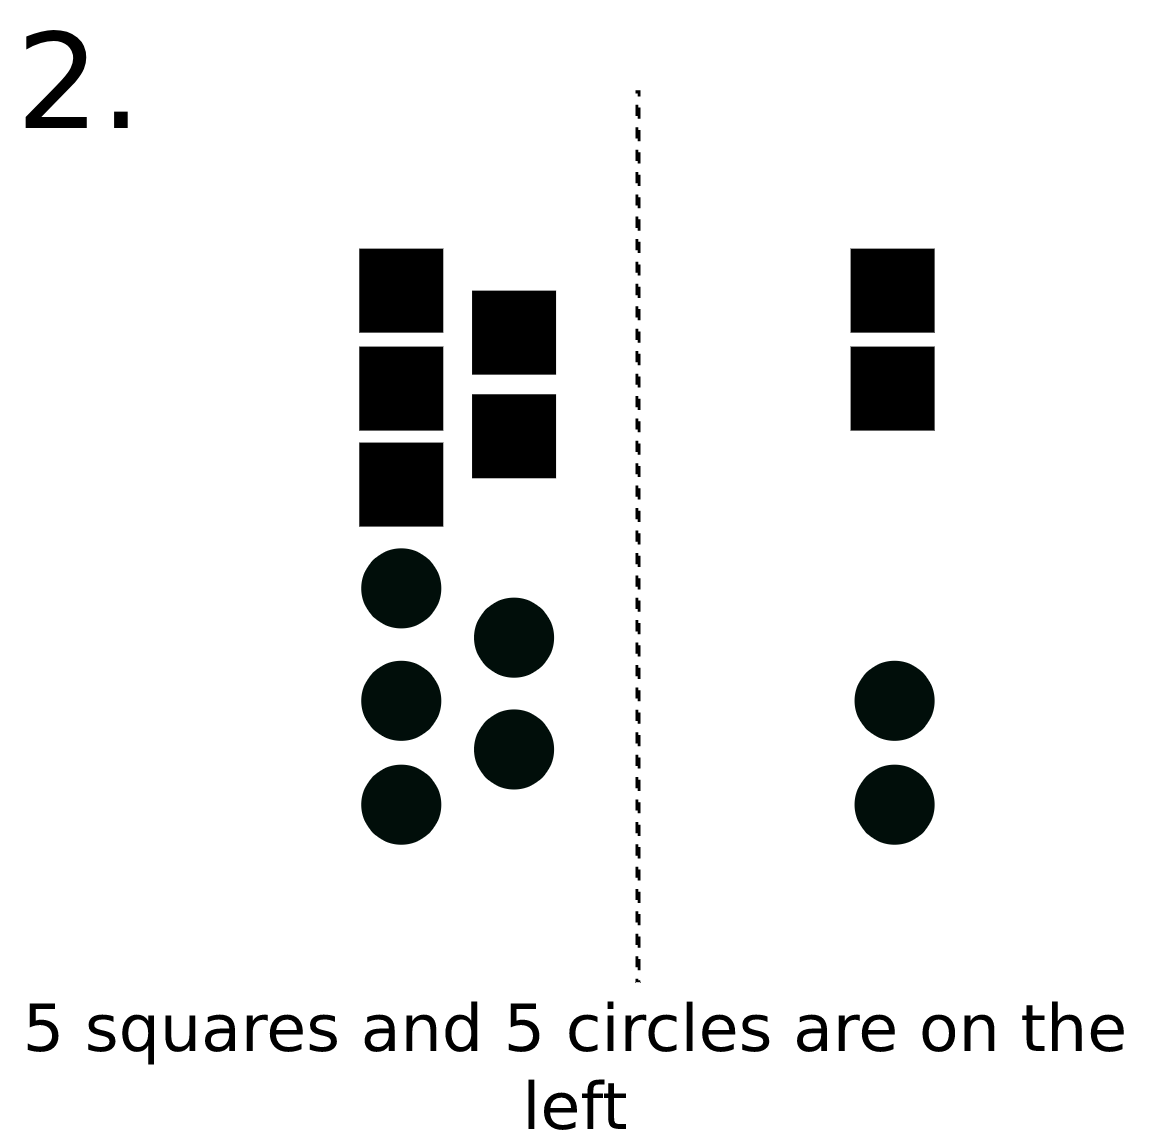 2.
5 squares and 5 circles are on the
left